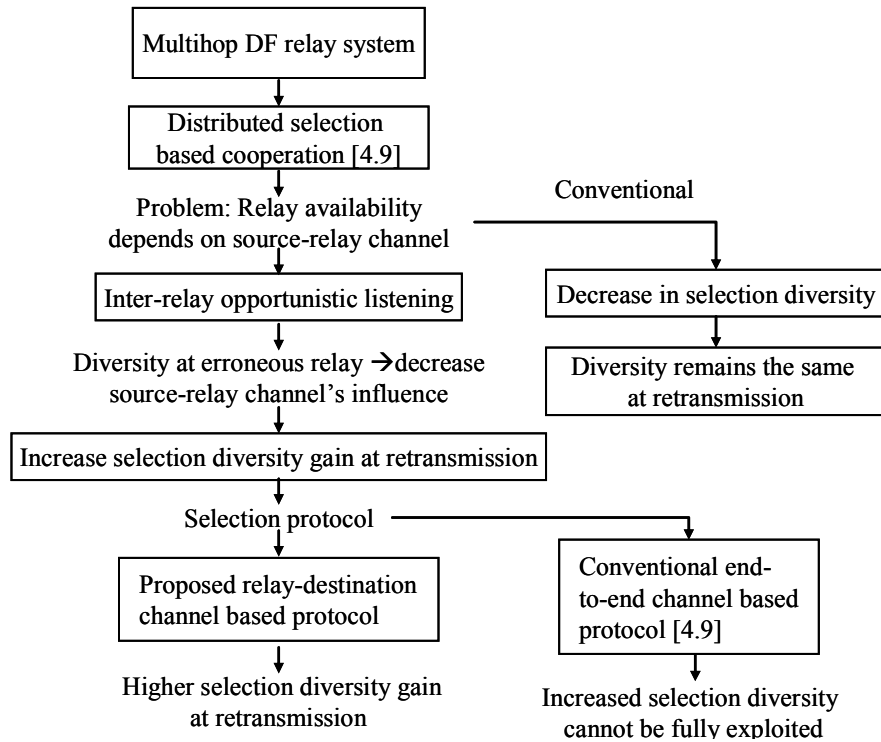 Multihop DF relay system
Distributed selection
based cooperation [4.9]
Conventional
Problem: Relay availability
depends on source-relay channel
Inter-relay opportunistic listening
Decrease in selection diversity
Diversity at erroneous relay →decrease
source-relay channel's influence
Diversity remains the same
at retransmission
Increase selection diversity gain at retransmission
Selection protocol
Proposed relay-destination
channel based protocol
Conventional end-
to-end channel based
protocol [4.9]
Higher selection diversity gain
at retransmission
Increased selection diversity
cannot be fully exploited